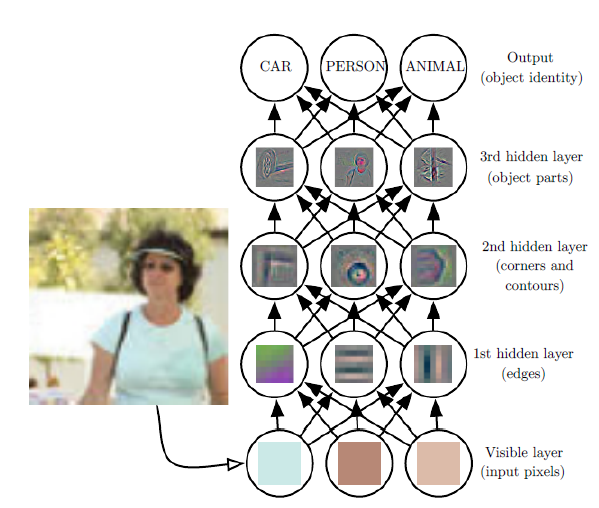 CAR PERSON ANIMAL
Output
(object identity)
3rd hidden layer
(object parts)
2nd hidden layer
(corners and
contours)
1st hidden layer
(edges)
Visible layer
(input pixels)